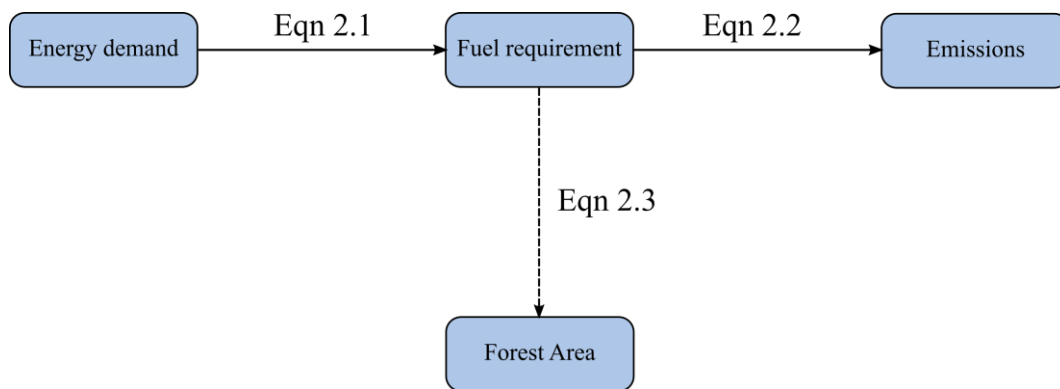 Eqn 2.1
Eqn 2.2
Energy demand
Fuel requirement
Emissions
Eqn 2.3
Forest Area